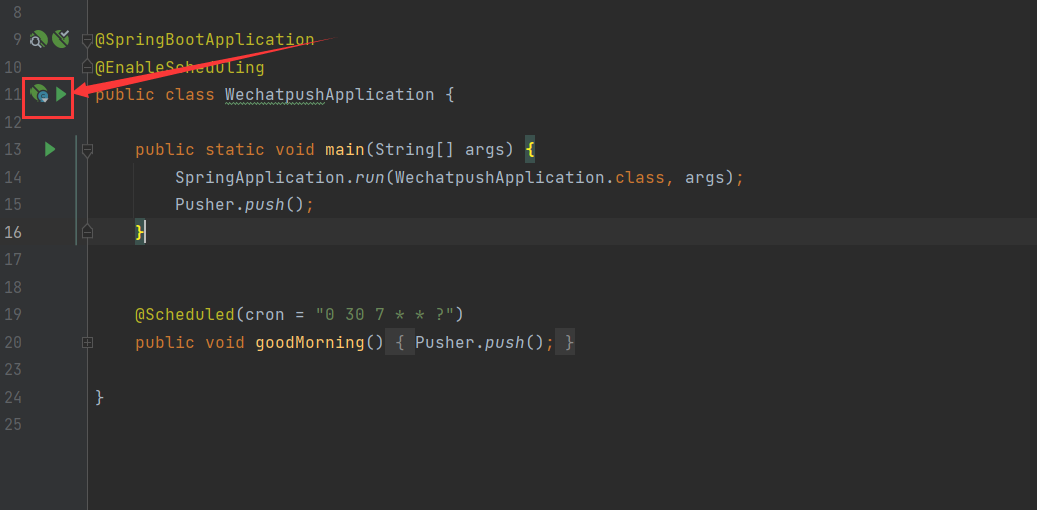 8
9 @SpringBootApplication
10 @EnableScheduling
11 public class WechatpushApplication {
12
13 public static void main(String[] args) {
14 SpringApplication.run(WechatpushApplication.class, args);
15 Pusher.push();
16 }
17
18
19 @Scheduled(cron = "0 30 7 * * ?")
20 public void goodMorning() { Pusher.push(); }
23
24 }
25